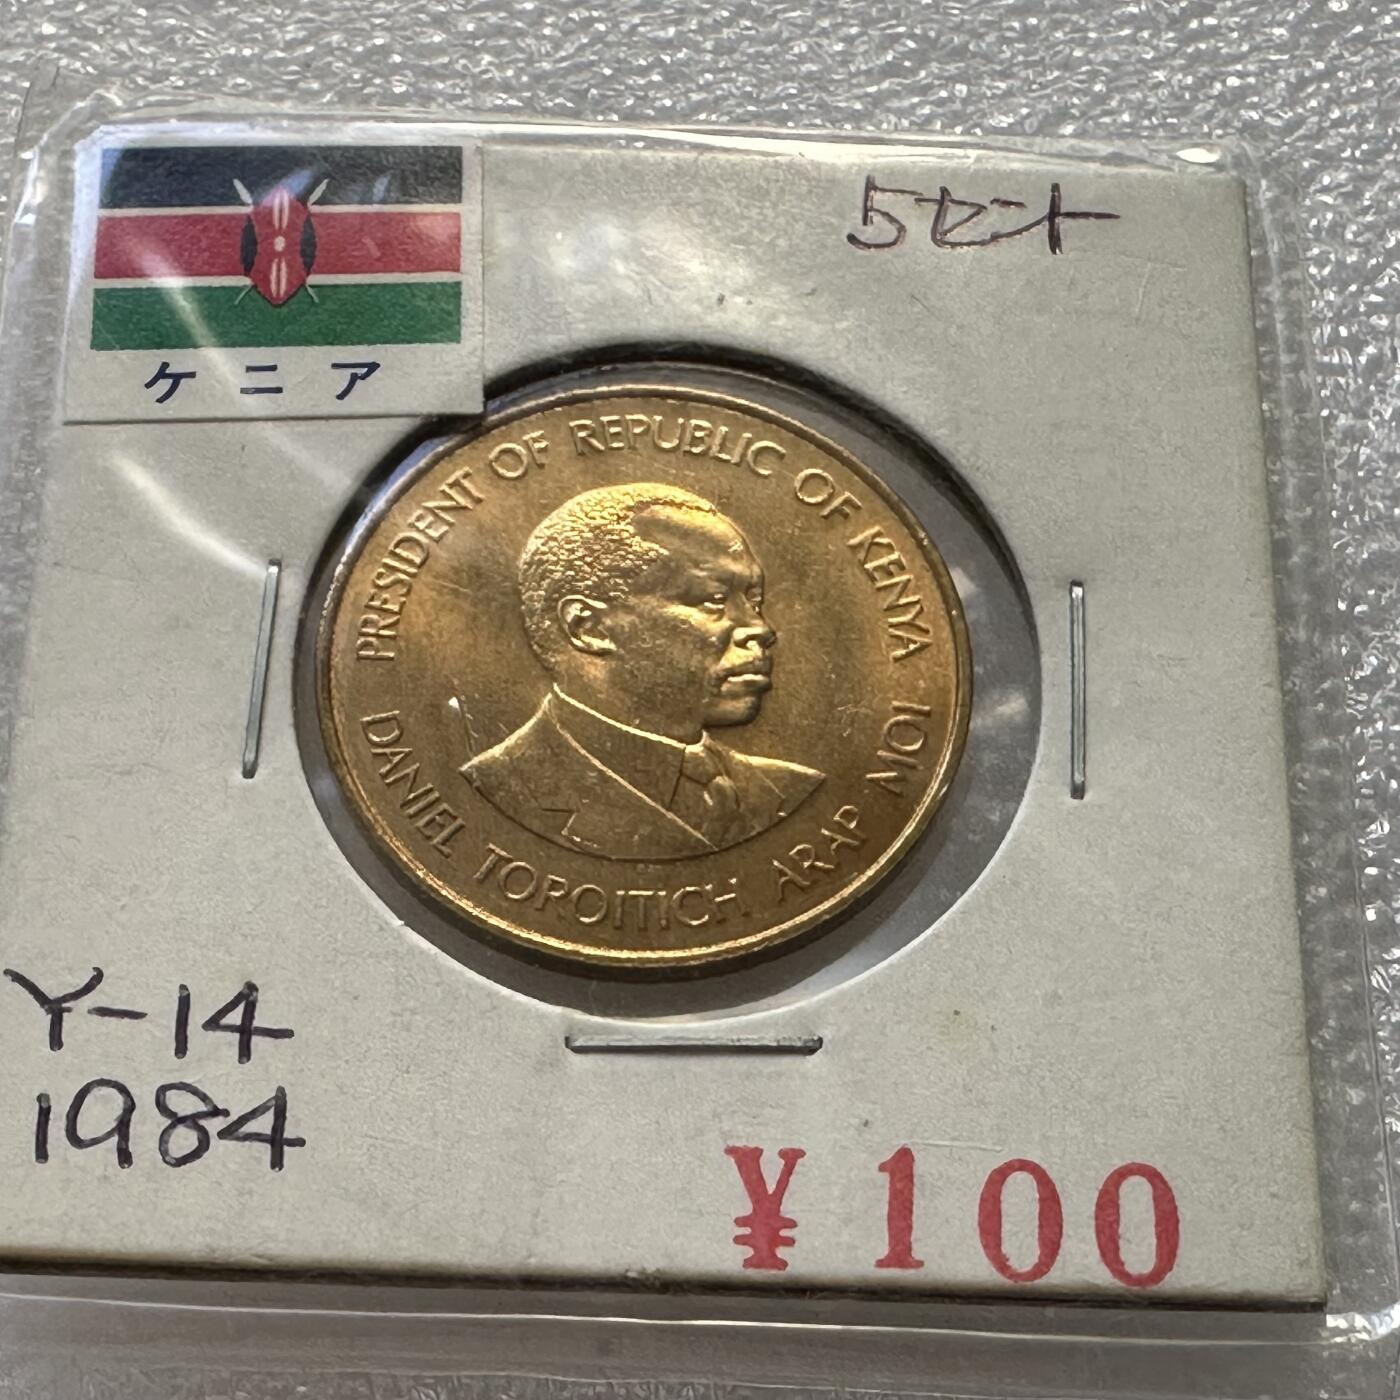 ケニア
5セント
PRESIDENT OF REPUBLIC OF KENYA
DANIEL TOROITICH ARAP MOI
Y-14
1984
¥100